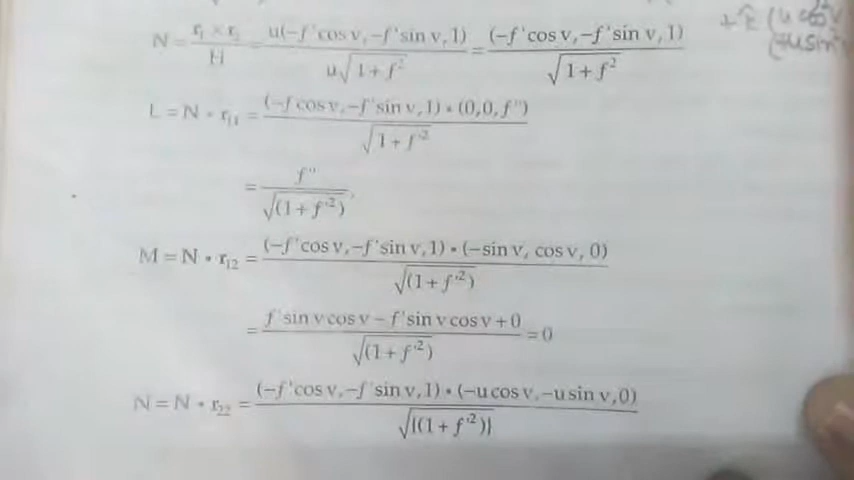 N = r₁ × r₂ / H = u(−f'cos v, −f'sin v, 1) / u√1 + f'² = (−f'cos v, −f'sin v, 1) / √1 + f'²
L = N • r₁₁ = (−f cos v, −f'sin v, 1) • (0,0, f") / √1 + f'²
= f" / √(1 + f'²),
M = N • r₁₂ = (−f'cos v, −f'sin v, 1) • (−sin v, cos v, 0) / √(1 + f'²)
= f'sin v cos v − f'sin v cos v + 0 / √(1 + f'²) = 0
N = N • r₂₂ = (−f'cos v, −f'sin v, 1) • (−u cos v, −u sin v, 0) / √{(1 + f'²)}